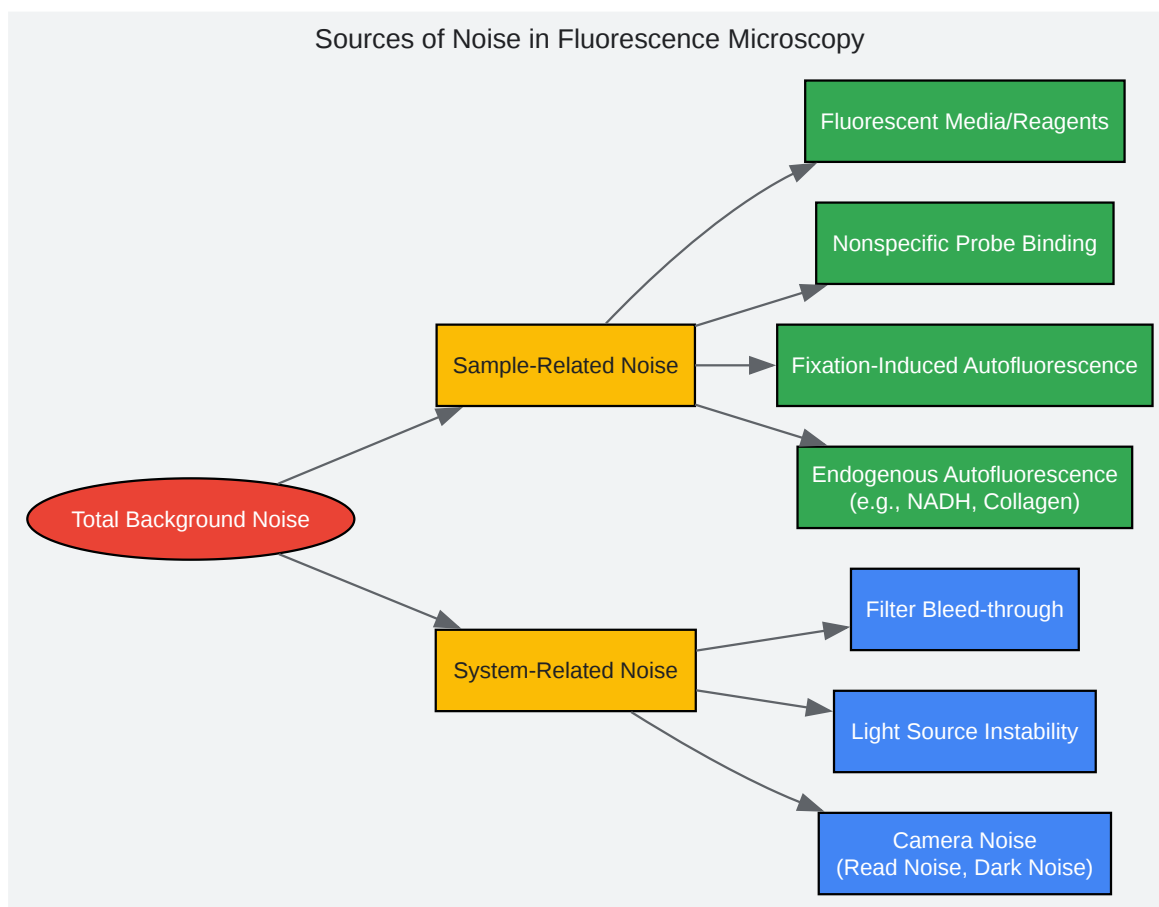 Sources of Noise in Fluorescence Microscopy
Fluorescent Media/Reagents
Nonspecific Probe Binding
Sample-Related Noise
Fixation-Induced Autofluorescence
Endogenous Autofluorescence
(e.g., NADH, Collagen)
Total Background Noise
Filter Bleed-through
System-Related Noise
Light Source Instability
Camera Noise
(Read Noise, Dark Noise)